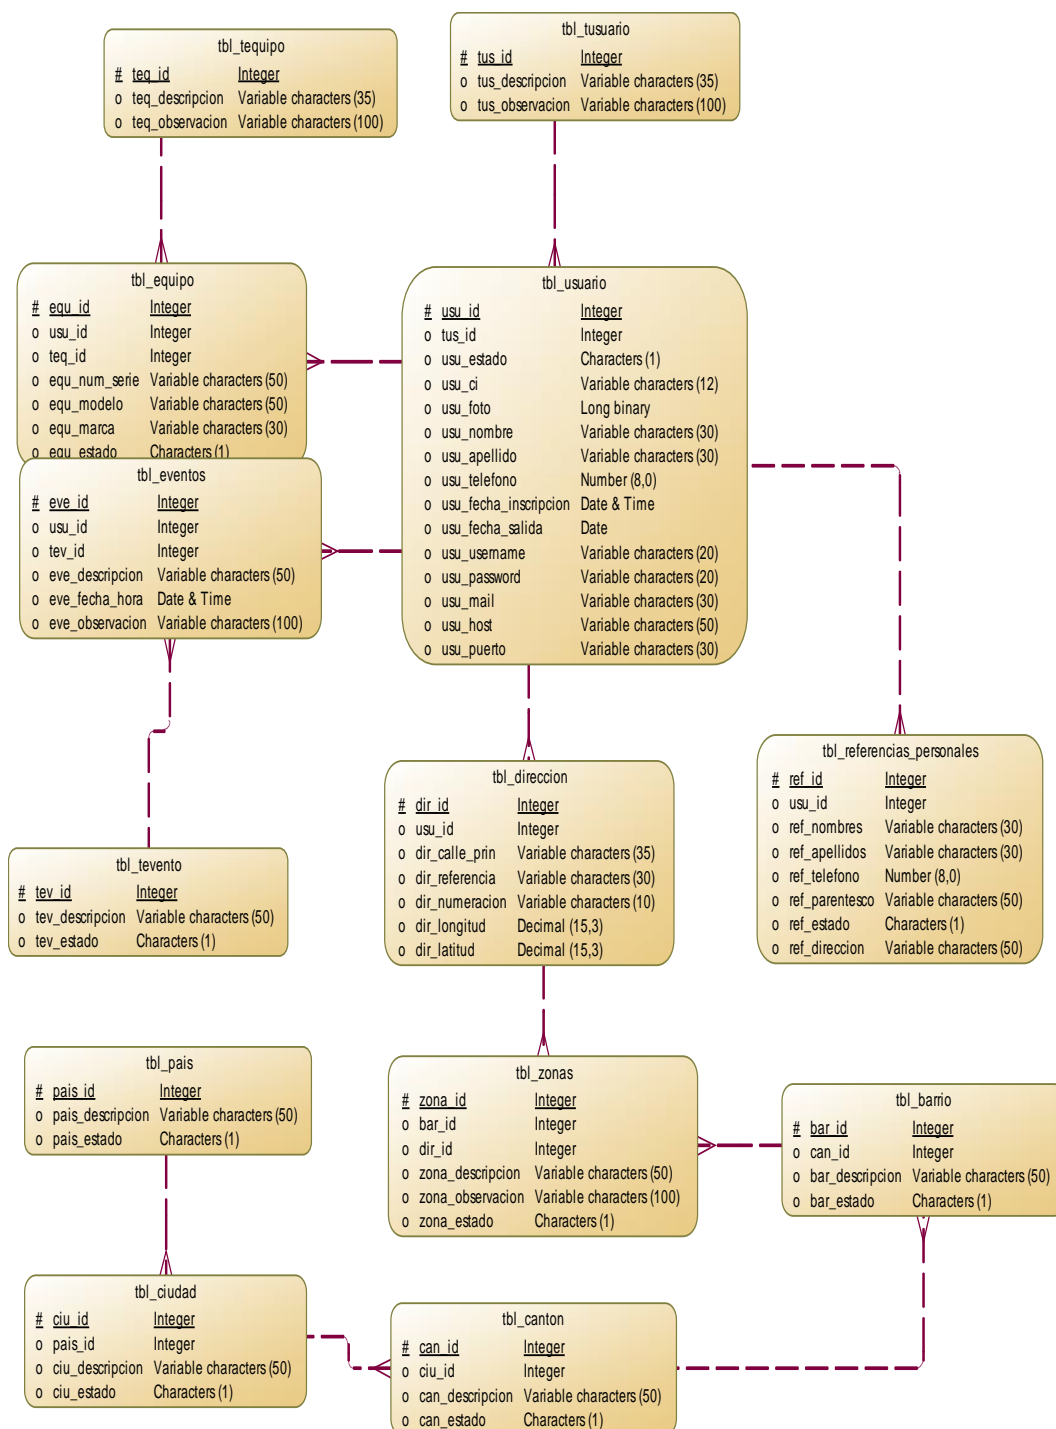 tbl_tequipo
# teq_id Integer
o teq_descripcion Variable characters (35)
o teq_observacion Variable characters (100)
tbl_tusuario
# tus_id Integer
o tus_descripcion Variable characters (35)
o tus_observacion Variable characters (100)
tbl_equipo
# equ_id Integer
o usu_id Integer
o teq_id Integer
o equ_num_serie Variable characters (50)
o equ_modelo Variable characters (50)
o equ_marca Variable characters (30)
o equ_estado Characters (1)
tbl_usuario
# usu_id Integer
o tus_id Integer
o usu_estado Characters (1)
o usu_ci Variable characters (12)
o usu_foto Long binary
o usu_nombre Variable characters (30)
o usu_apellido Variable characters (30)
o usu_telefono Number (8,0)
o usu_fecha_inscripcion Date & Time
o usu_fecha_salida Date
o usu_username Variable characters (20)
o usu_password Variable characters (20)
o usu_mail Variable characters (30)
o usu_host Variable characters (50)
o usu_puerto Variable characters (30)
tbl_eventos
# eve_id Integer
o usu_id Integer
o tev_id Integer
o eve_descripcion Variable characters (50)
o eve_fecha_hora Date & Time
o eve_observacion Variable characters (100)
tbl_direccion
# dir_id Integer
o usu_id Integer
o dir_calle_prin Variable characters (35)
o dir_referencia Variable characters (30)
o dir_numeracion Variable characters (10)
o dir_longitud Decimal (15,3)
o dir_latitud Decimal (15,3)
tbl_referencias_personales
# ref_id Integer
o usu_id Integer
o ref_nombres Variable characters (30)
o ref_apellidos Variable characters (30)
o ref_telefono Number (8,0)
o ref_parentesco Variable characters (50)
o ref_estado Characters (1)
o ref_direccion Variable characters (50)
tbl_tevento
# tev_id Integer
o tev_descripcion Variable characters (50)
o tev_estado Characters (1)
tbl_pais
# pais_id Integer
o pais_descripcion Variable characters (50)
o pais_estado Characters (1)
tbl_zonas
# zona_id Integer
o bar_id Integer
o dir_id Integer
o zona_descripcion Variable characters (50)
o zona_observacion Variable characters (100)
o zona_estado Characters (1)
tbl_barrio
# bar_id Integer
o can_id Integer
o bar_descripcion Variable characters (50)
o bar_estado Characters (1)
tbl_ciudad
# ciu_id Integer
o pais_id Integer
o ciu_descripcion Variable characters (50)
o ciu_estado Characters (1)
tbl_canton
# can_id Integer
o ciu_id Integer
o can_descripcion Variable characters (50)
o can_estado Characters (1)